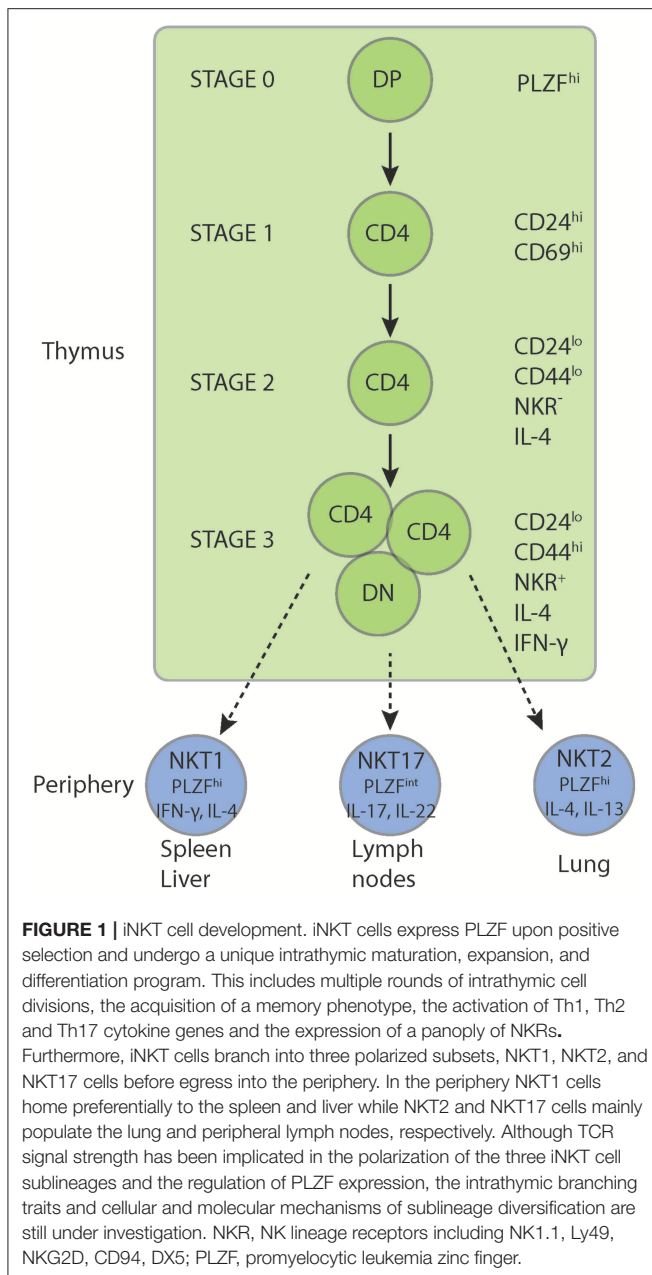 STAGE 0
DP
PLZFhi
STAGE 1
CD4
CD24hi
CD69hi
Thymus
STAGE 2
CD4
CD24lo
CD44lo
NKR-
IL-4
STAGE 3
CD4
CD4
DN
CD24lo
CD44hi
NKR+
IL-4
IFN-γ
Periphery
NKT1
PLZFhi
IFN-γ, IL-4
Spleen
Liver
NKT17
PLZFint
IL-17, IL-22
Lymph
nodes
NKT2
PLZFhi
IL-4, IL-13
Lung
FIGURE 1 | iNKT cell development. iNKT cells express PLZF upon positive
selection and undergo a unique intrathymic maturation, expansion, and
differentiation program. This includes multiple rounds of intrathymic cell
divisions, the acquisition of a memory phenotype, the activation of Th1, Th2
and Th17 cytokine genes and the expression of a panoply of NKRs.
Furthermore, iNKT cells branch into three polarized subsets, NKT1, NKT2, and
NKT17 cells before egress into the periphery. In the periphery NKT1 cells
home preferentially to the spleen and liver while NKT2 and NKT17 cells mainly
populate the lung and peripheral lymph nodes, respectively. Although TCR
signal strength has been implicated in the polarization of the three iNKT cell
sublineages and the regulation of PLZF expression, the intrathymic branching
traits and cellular and molecular mechanisms of sublineage diversification are
still under investigation. NKR, NK lineage receptors including NK1.1, Ly49,
NKG2D, CD94, DX5; PLZF, promyelocytic leukemia zinc finger.